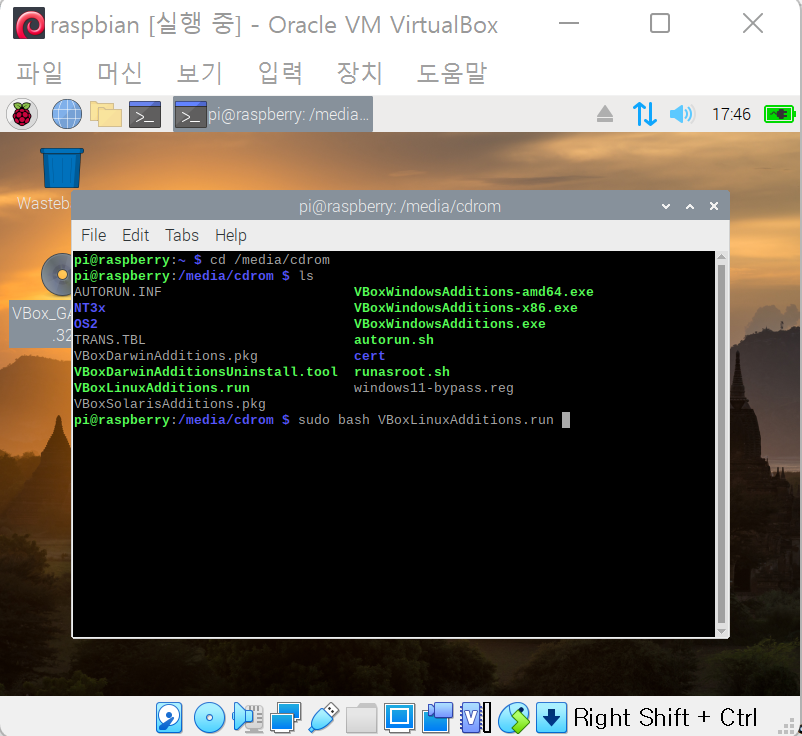 raspbian [실행 중] - Oracle VM VirtualBox
파일 머신 보기 입력 장치 도움말
pi@raspberry: /media... 17:46
Wasteb
pi@raspberry: /media/cdrom
File Edit Tabs Help
pi@raspberry:~ $ cd /media/cdrom
pi@raspberry:/media/cdrom $ ls
AUTORUN.INF VBoxWindowsAdditions-amd64.exe
NT3x VBoxWindowsAdditions-x86.exe
OS2 VBoxWindowsAdditions.exe
TRANS.TBL autorun.sh
VBoxDarwinAdditions.pkg cert
VBoxDarwinAdditionsUninstall.tool runasroot.sh
VBoxLinuxAdditions.run windows11-bypass.reg
VBoxSolarisAdditions.pkg
pi@raspberry:/media/cdrom $ sudo bash VBoxLinuxAdditions.run
VBox_GA
.32
Right Shift + Ctrl